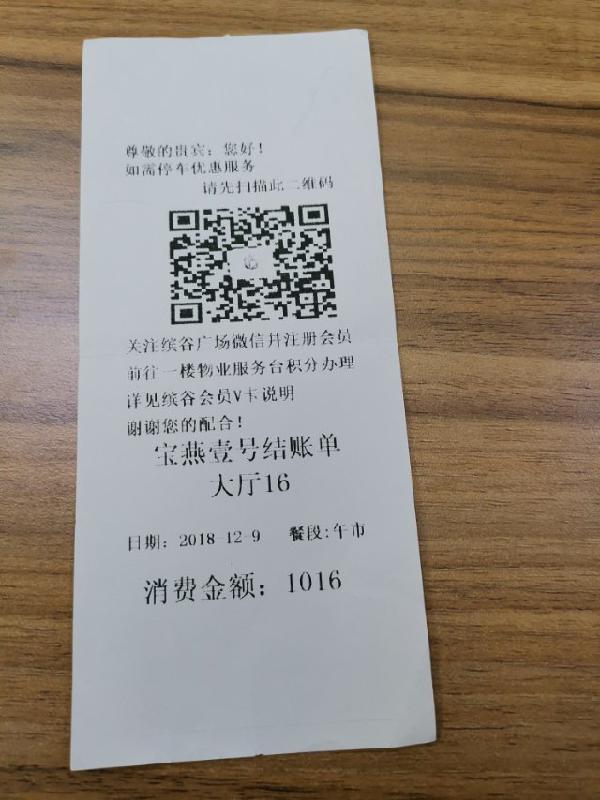 尊敬的贵宾：您好！
如需停车优惠服务
请先扫描此二维码
关注缤谷广场微信并注册会员
前往一楼物业服务台积分办理
详见缤谷会员V卡说明
谢谢您的配合！
宝燕壹号结账单
大厅16
日期：2018-12-9 餐段:午市
消费金额：1016